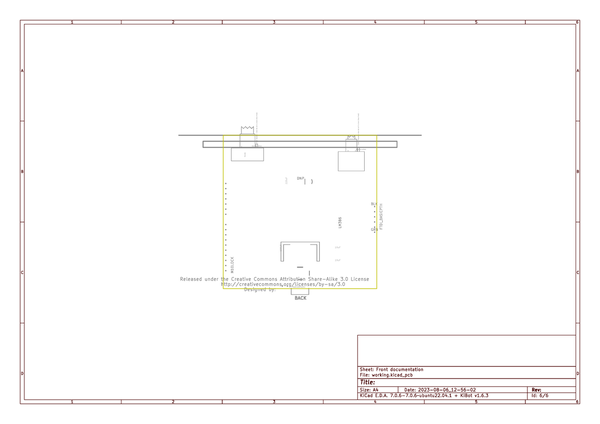 1 2 3 4 5 6
A A
B B
FTDI_BASIC
RESET
C C
Released under the Creative Commons Attribution Share-Alike 3.0 License
http://creativecommons.org/licenses/by-sa/3.0
Designed by
BACK
Sheet: Front documentation
File: working.kicad_pcb
D D
Title:
Size: A4 Date: 2023-08-06_12-56-02 Rev:
KiCad E.D.A. 7.0.6-7.0.6~ubuntu22.04.1 + KiBot v1.6.3 Id: 6/6
1 2 3 4 5 6